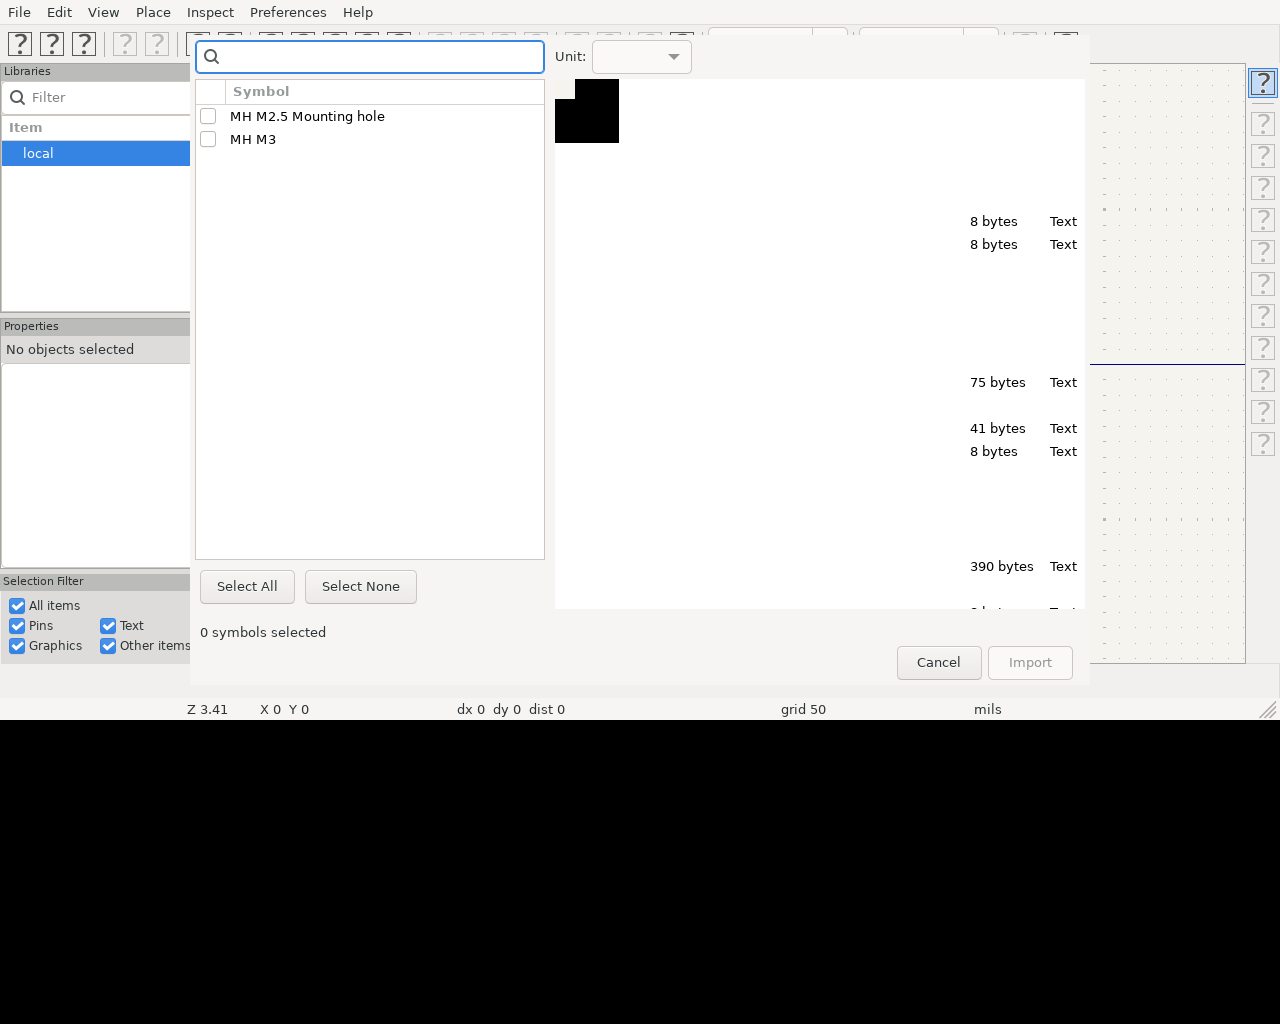 File Edit View Place Inspect Preferences Help
Libraries
Filter
Item
local
Properties
No objects selected
Selection Filter
All items
Pins
Text
Graphics
Other items
Unit:
Symbol
MH M2.5 Mounting hole
MH M3
8 bytes Text
8 bytes Text
75 bytes Text
41 bytes Text
8 bytes Text
390 bytes Text
Select All
Select None
0 symbols selected
Cancel
Import
Z 3.41 X 0 Y 0 dx 0 dy 0 dist 0 grid 50 mils